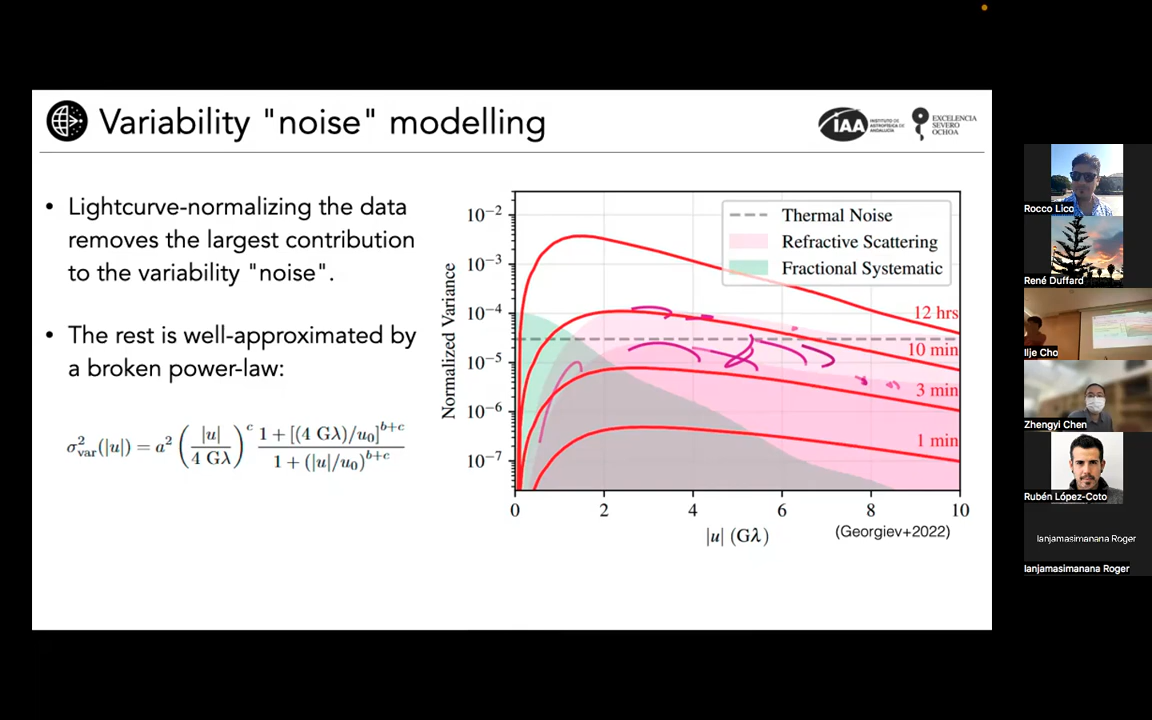 Variability "noise" modelling
IAA
INSTITUTO DE
ASTROFÍSICA DE
ANDALUCÍA
EXCELENCIA
SEVERO
OCHOA
• Lightcurve-normalizing the data
removes the largest contribution
to the variability "noise".
• The rest is well-approximated by
a broken power-law:
σ²var(|u|) = a² (|u| / 4 Gλ)^c (1 + [(4 Gλ)/u₀]^b+c) / (1 + (|u|/u₀)^b+c)
Normalized Variance
10⁻²
10⁻³
10⁻⁴
10⁻⁵
10⁻⁶
10⁻⁷
Thermal Noise
Refractive Scattering
Fractional Systematic
12 hrs
10 min
3 min
1 min
0 2 4 6 8 10
|u| (Gλ)
(Georgiev+2022)
Rocco Lico
René Duffard
Ilje Cho
Zhengyi Chen
Rubén López-Coto
Ianjamasimanana Roger
Ianjamasimanana Roger